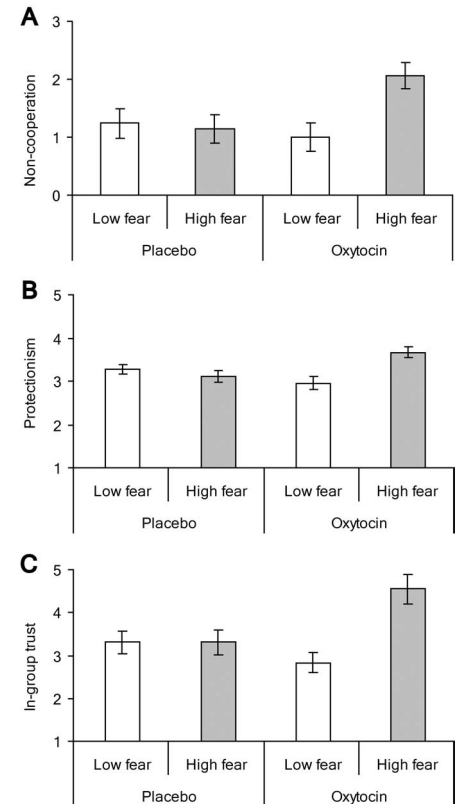 A
Non-cooperation
3
2
1
0
Low fear High fear Low fear High fear
Placebo Oxytocin
B
Protectionism
5
4
3
2
1
Low fear High fear Low fear High fear
Placebo Oxytocin
C
In-group trust
5
4
3
2
1
Low fear High fear Low fear High fear
Placebo Oxytocin